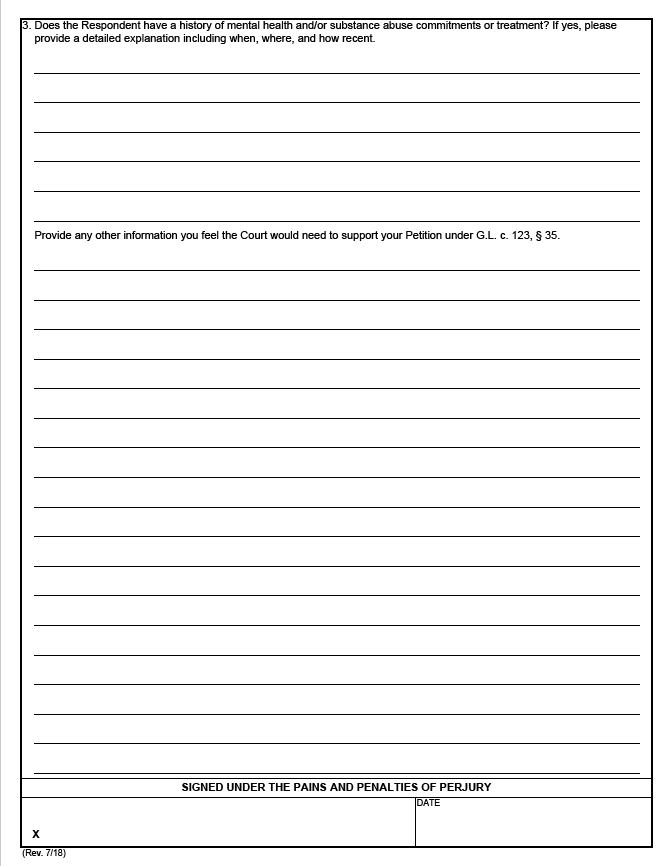 3. Does the Respondent have a history of mental health and/or substance abuse commitments or treatment? If yes, please
provide a detailed explanation including when, where, and how recent.
Provide any other information you feel the Court would need to support your Petition under G.L. c. 123, § 35.
SIGNED UNDER THE PAINS AND PENALTIES OF PERJURY
DATE
X
(Rev. 7/18)